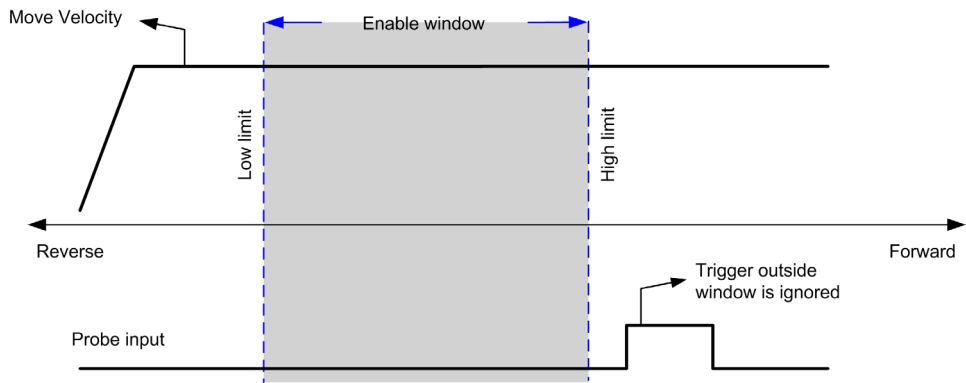 Move Velocity
Enable window
Low limit
High limit
Reverse
Forward
Trigger outside
window is ignored
Probe input